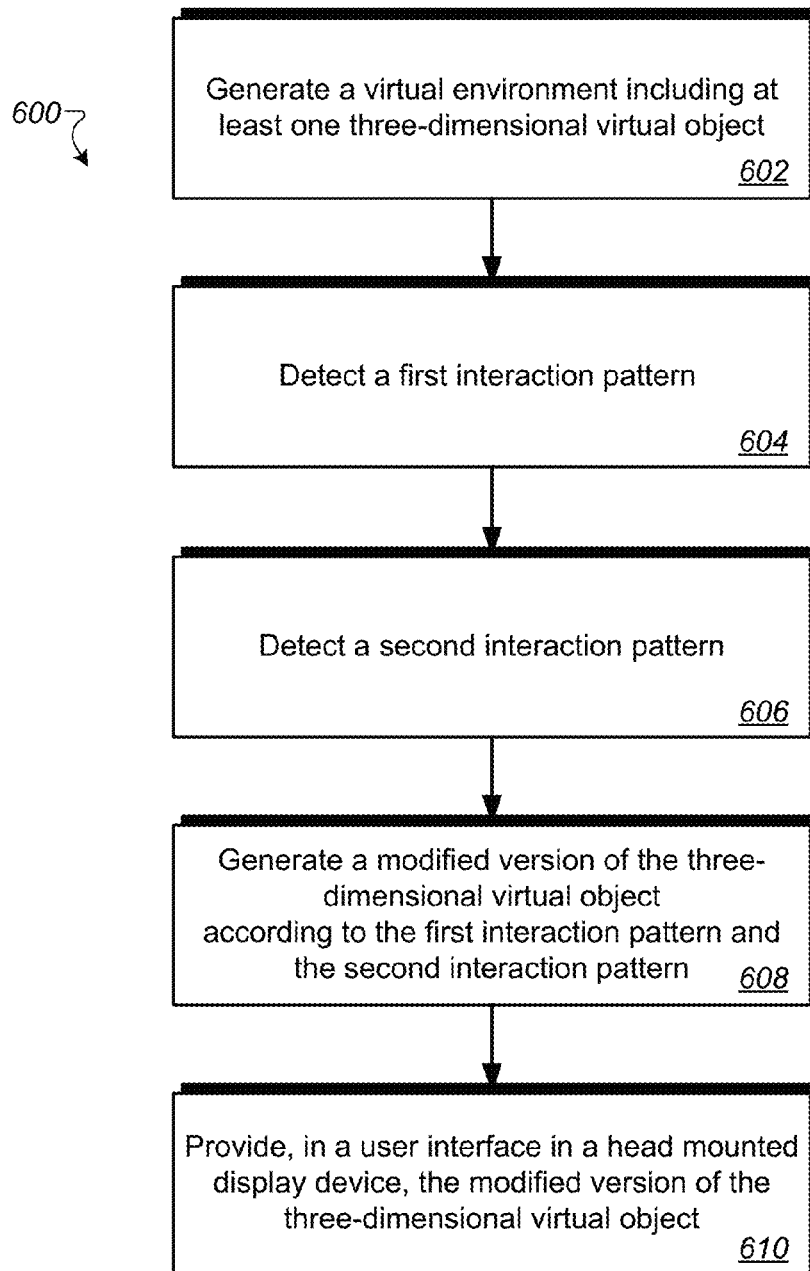 600
Generate a virtual environment including at
least one three-dimensional virtual object
602
Detect a first interaction pattern
604
Detect a second interaction pattern
606
Generate a modified version of the three-
dimensional virtual object
according to the first interaction pattern and
the second interaction pattern
608
Provide, in a user interface in a head mounted
display device, the modified version of the
three-dimensional virtual object
610